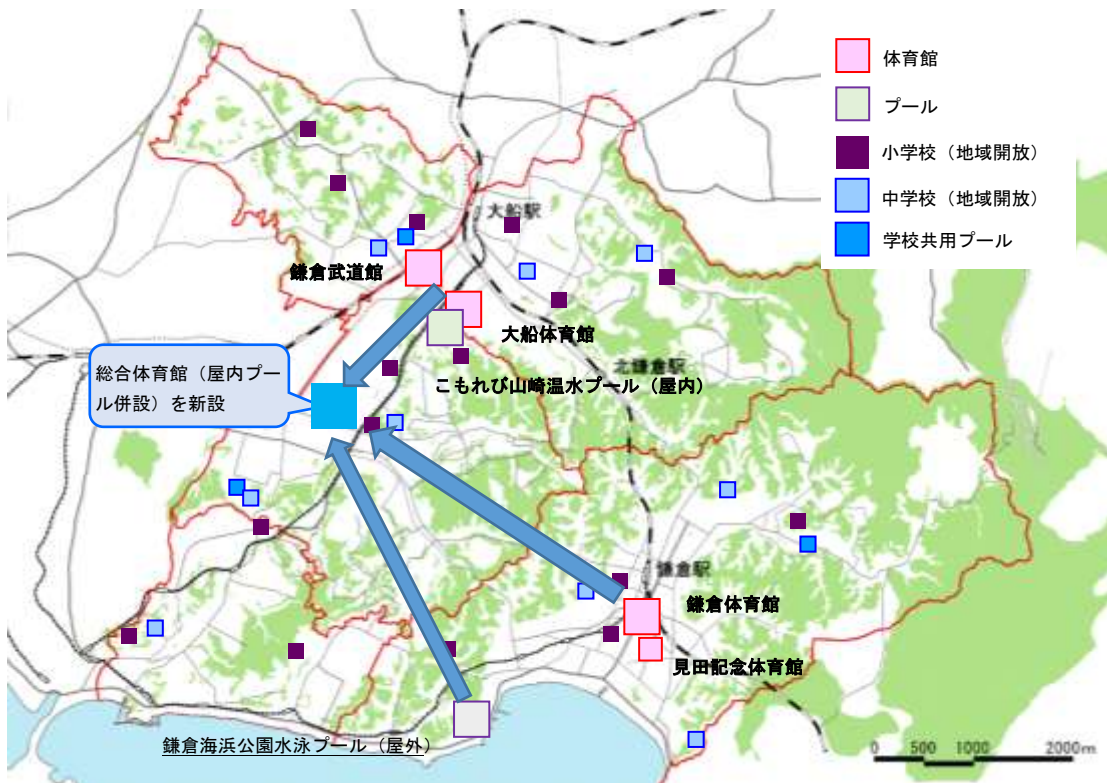 体育館
プール
小学校（地域開放）
中学校（地域開放）
学校共用プール
大船駅
鎌倉武道館
大船体育館
北鎌倉駅
こもれび山崎温水プール（屋内）
総合体育館（屋内プー
ル併設）を新設
鎌倉駅
鎌倉体育館
見田記念体育館
鎌倉海浜公園水泳プール（屋外）
0 500 1000 2000m